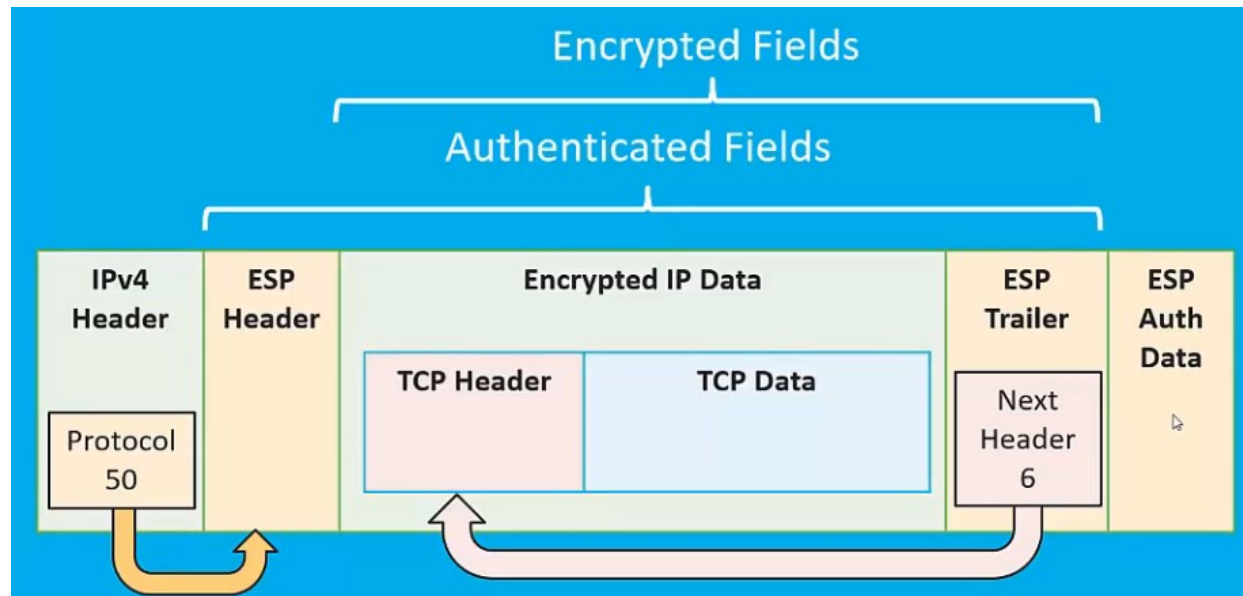 Encrypted Fields
Authenticated Fields
IPv4
Header
ESP
Header
Encrypted IP Data
ESP
Trailer
ESP
Auth
Data
TCP Header
TCP Data
Next
Header
6
Protocol
50